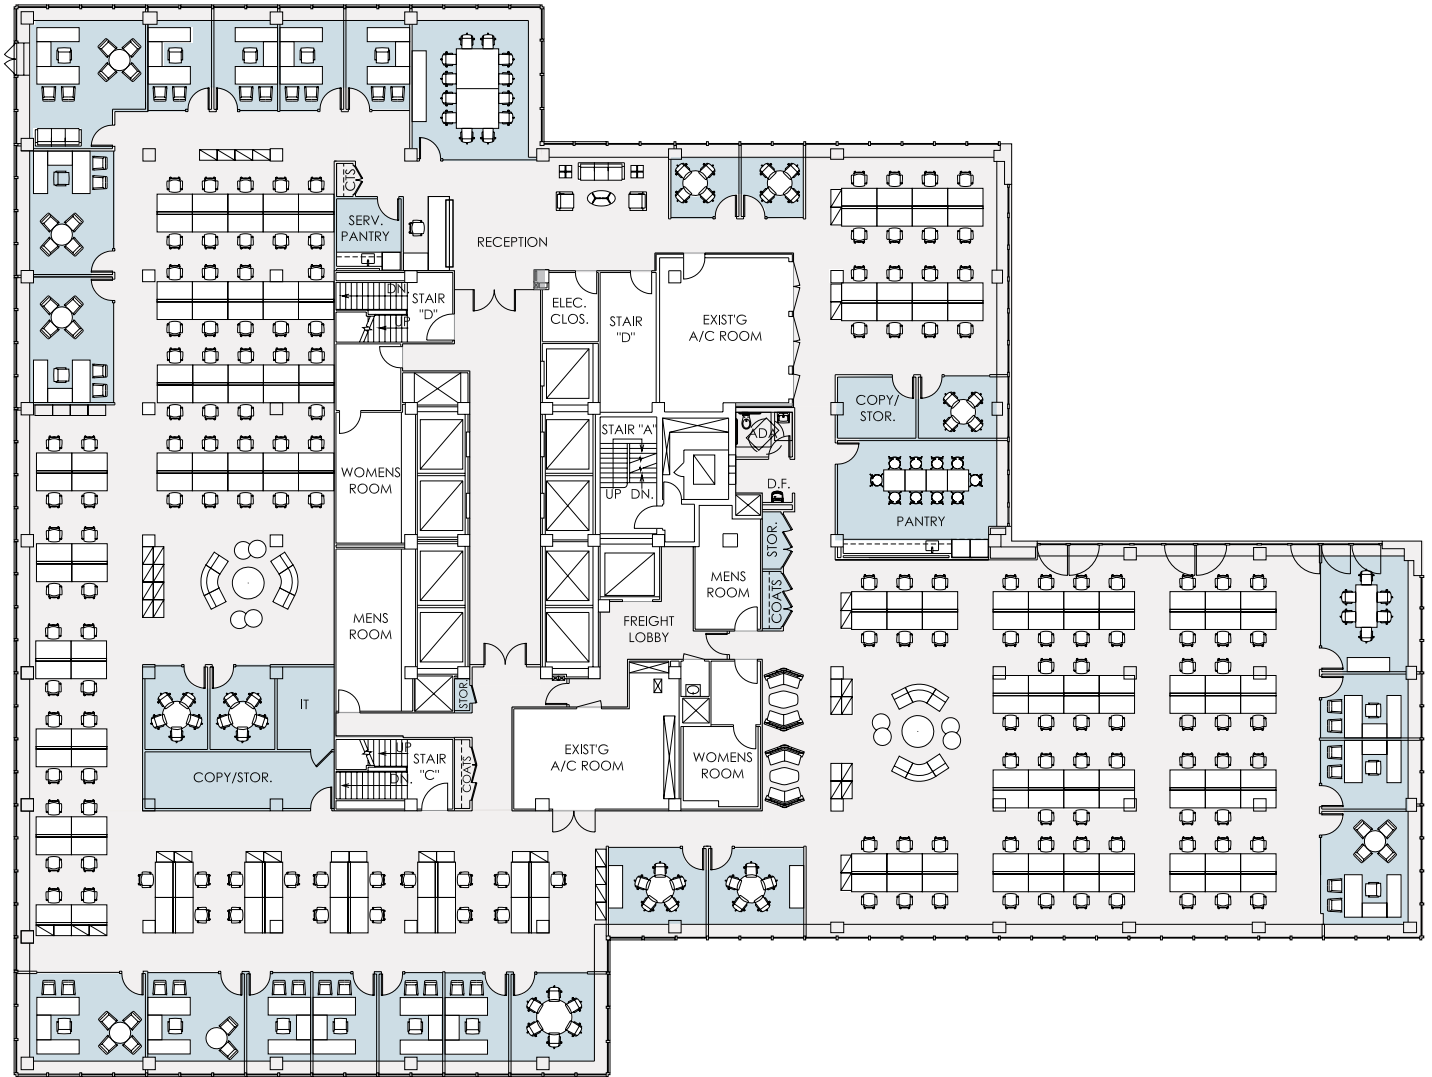 CTS.
SERV.
PANTRY
RECEPTION
DN.
UP
STAIR
"D"
ELEC.
CLOS.
STAIR
"D"
EXIST'G
A/C ROOM
COPY/
STOR.
STAIR "A"
UP DN.
ADA
D.F.
WOMENS
ROOM
PANTRY
STOR.
COATS
MENS
ROOM
MENS
ROOM
FREIGHT
LOBBY
IT
STOR.
COPY/STOR.
UP
DN.
STAIR
"C"
COATS
EXIST'G
A/C ROOM
WOMENS
ROOM